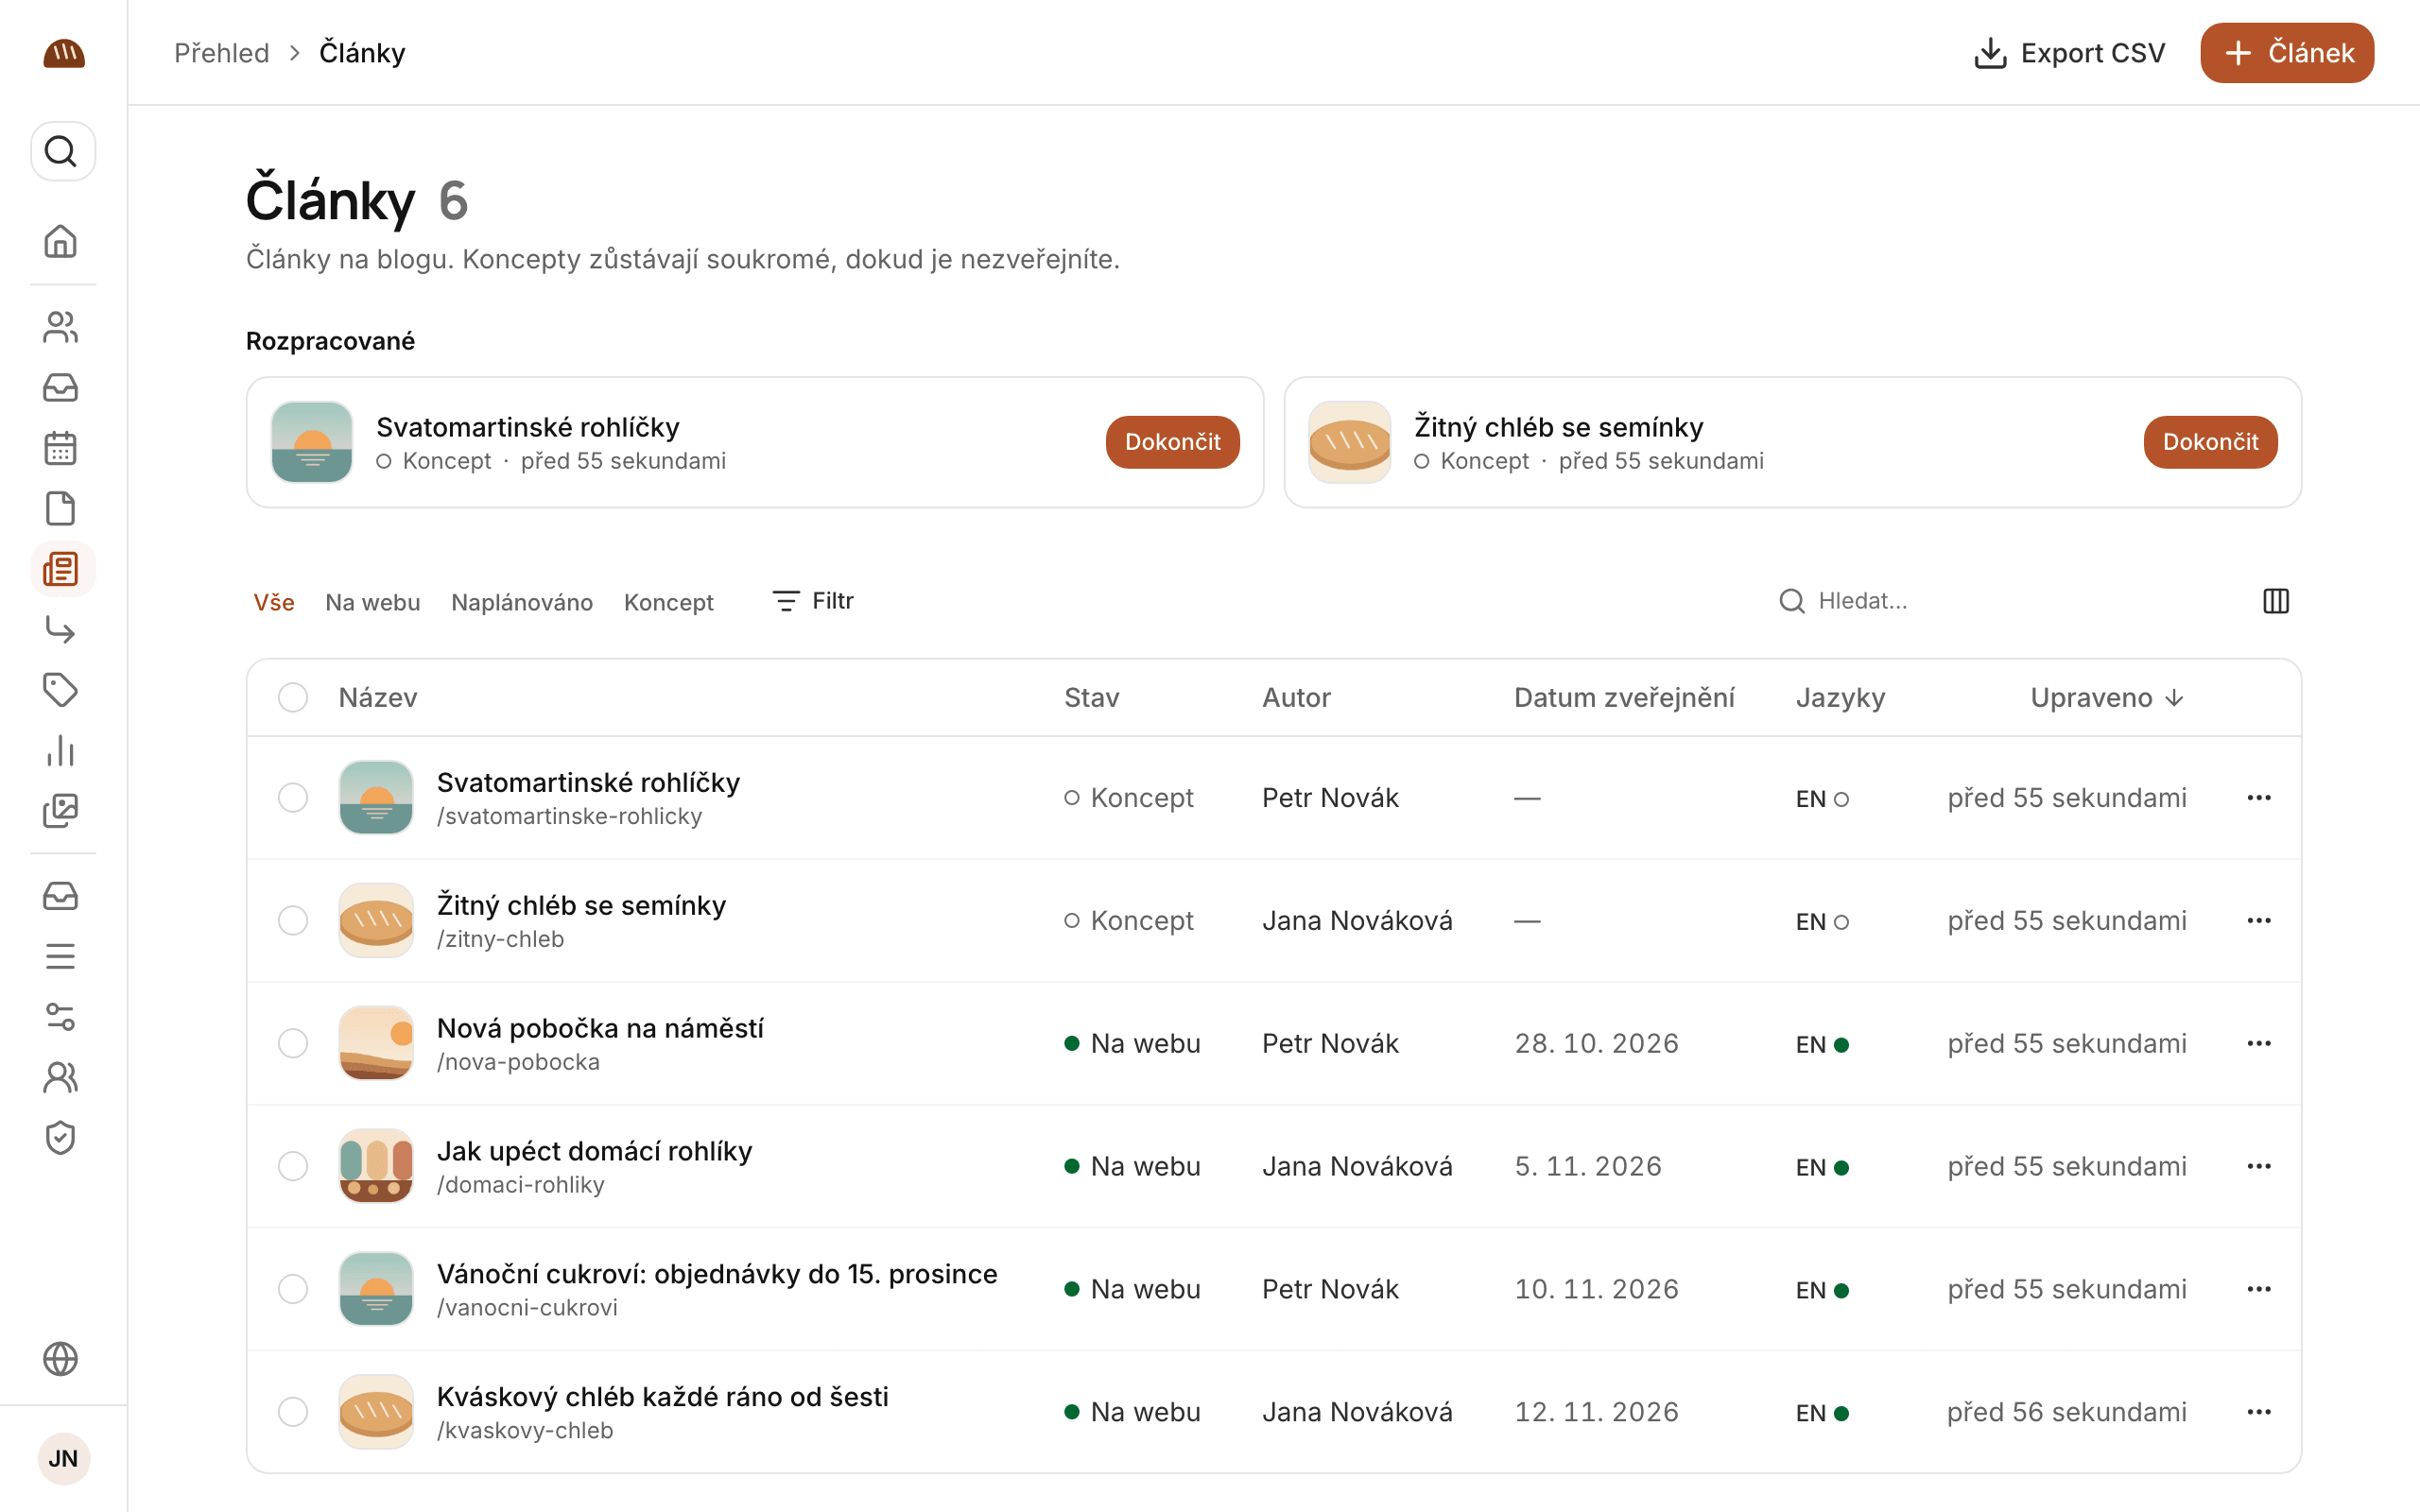 Přehled > Články
Export CSV
+ Článek
Články 6
Články na blogu. Koncepty zůstávají soukromé, dokud je nezveřejníte.
Rozpracované
Svatomartinské rohlíčky
Koncept · před 55 sekundami
Dokončit
Žitný chléb se semínky
Koncept · před 55 sekundami
Dokončit
Vše Na webu Naplánováno Koncept Filtr Hledat...
Název Stav Autor Datum zveřejnění Jazyky Upraveno ↓
Svatomartinské rohlíčky
/svatomartinske-rohlicky
Koncept Petr Novák — EN před 55 sekundami
Žitný chléb se semínky
/zitny-chleb
Koncept Jana Nováková — EN před 55 sekundami
Nová pobočka na náměstí
/nova-pobocka
Na webu Petr Novák 28. 10. 2026 EN před 55 sekundami
Jak upéct domácí rohlíky
/domaci-rohliky
Na webu Jana Nováková 5. 11. 2026 EN před 55 sekundami
Vánoční cukroví: objednávky do 15. prosince
/vanocni-cukrovi
Na webu Petr Novák 10. 11. 2026 EN před 55 sekundami
Kváskový chléb každé ráno od šesti
/kvaskovy-chleb
Na webu Jana Nováková 12. 11. 2026 EN před 56 sekundami
JN